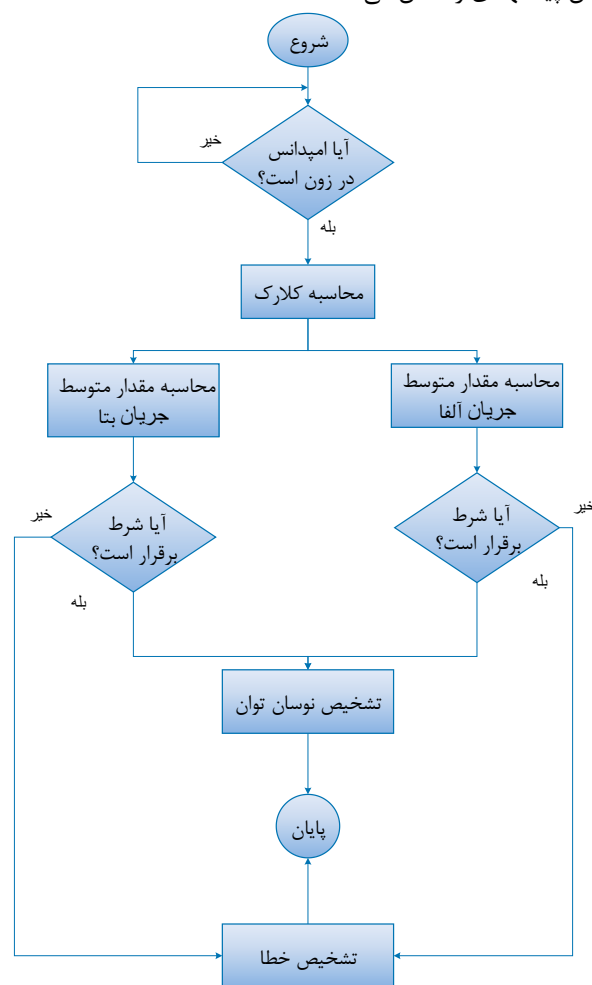 شروع
آیا امپدانس
در زون است؟
خیر
بله
محاسبه کلارک
محاسبه مقدار متوسط
جریان آلفا
محاسبه مقدار متوسط
جریان بتا
آیا شرط
برقرار است؟
خیر
بله
آیا شرط
برقرار است؟
خیر
بله
تشخیص نوسان توان
پایان
تشخیص خطا